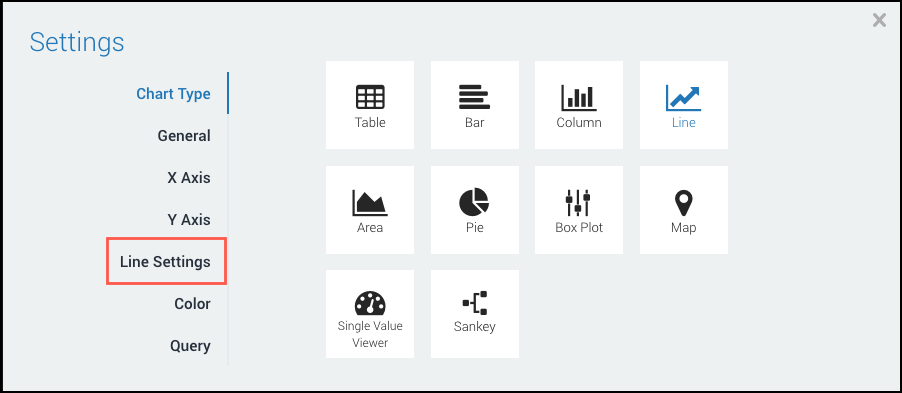 Settings
Chart Type
General
X Axis
Y Axis
Line Settings
Color
Query
Table
Bar
Column
Line
Area
Pie
Box Plot
Map
Single Value
Viewer
Sankey